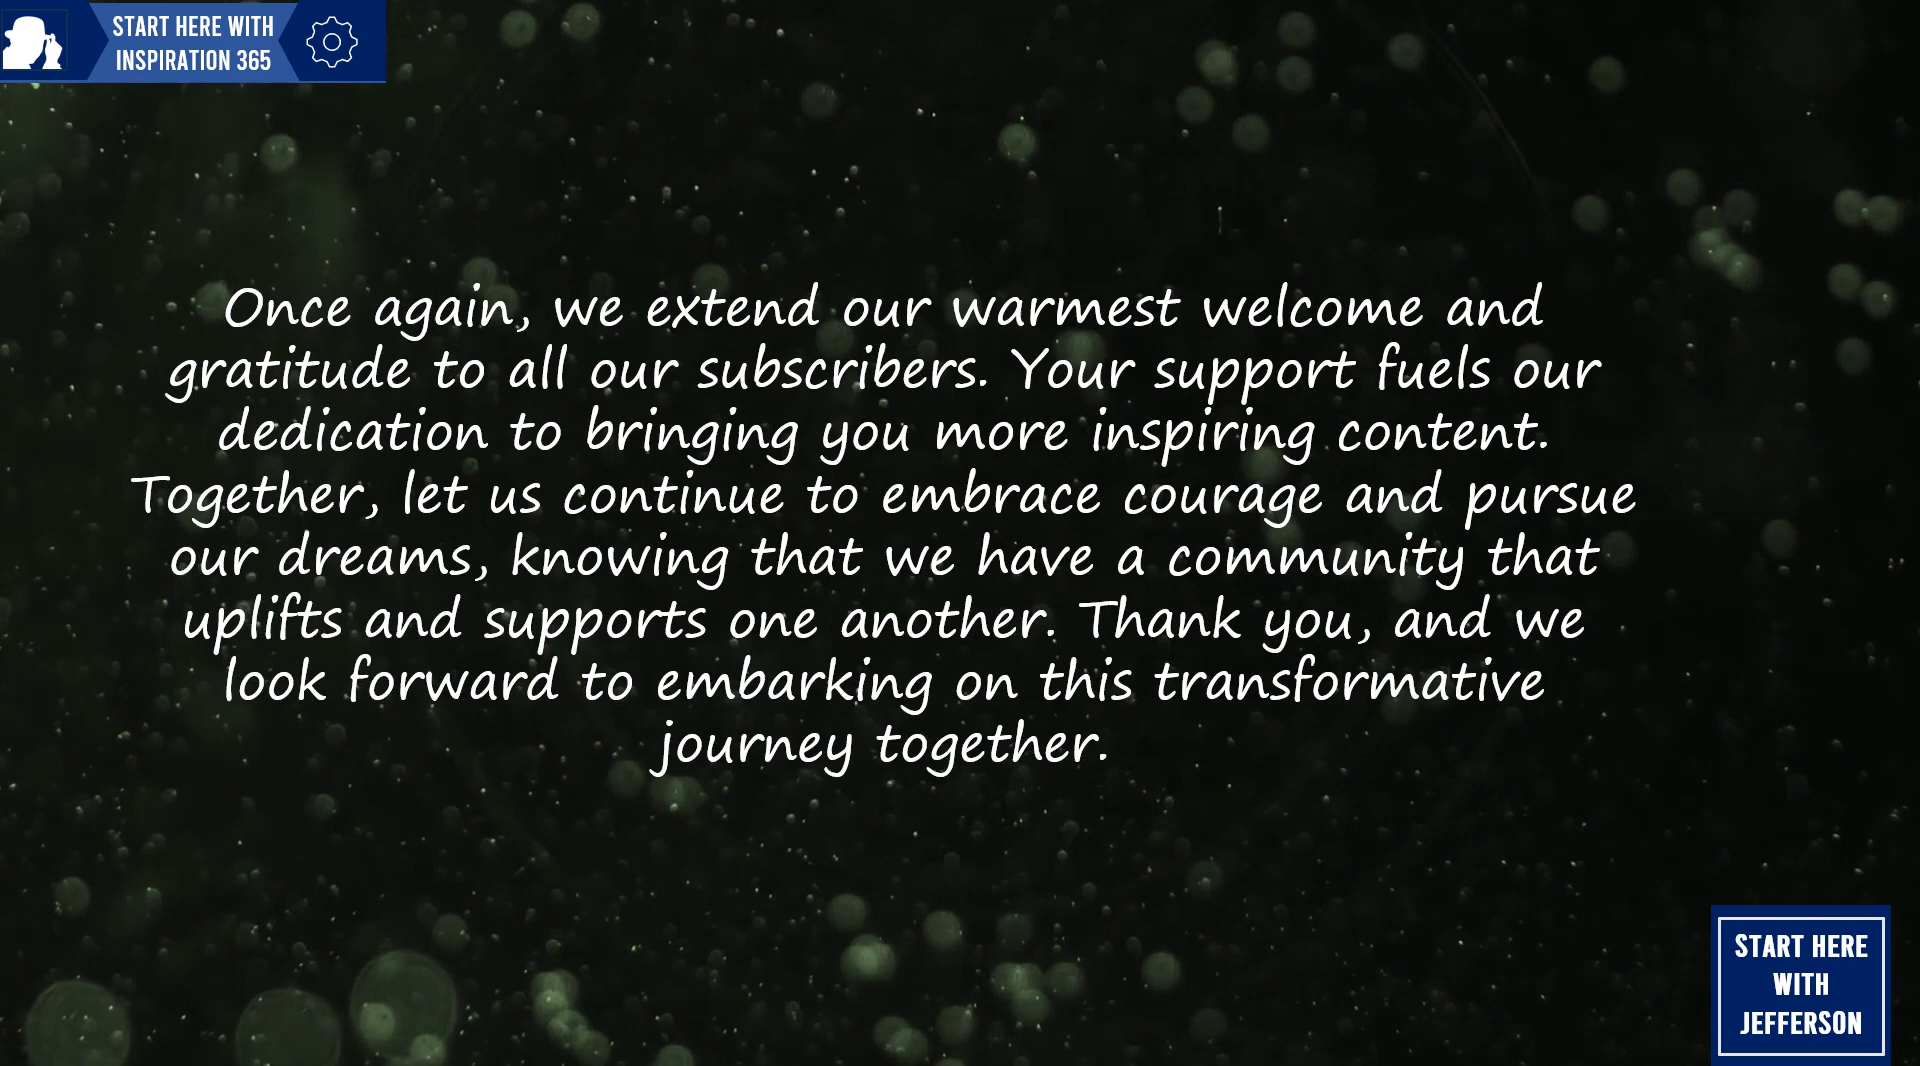 START HERE WITH
INSPIRATION 365
Once again, we extend our warmest welcome and
gratitude to all our subscribers. Your support fuels our
dedication to bringing you more inspiring content.
Together, let us continue to embrace courage and pursue
our dreams, knowing that we have a community that
uplifts and supports one another. Thank you, and we
look forward to embarking on this transformative
journey together.
START HERE
WITH
JEFFERSON